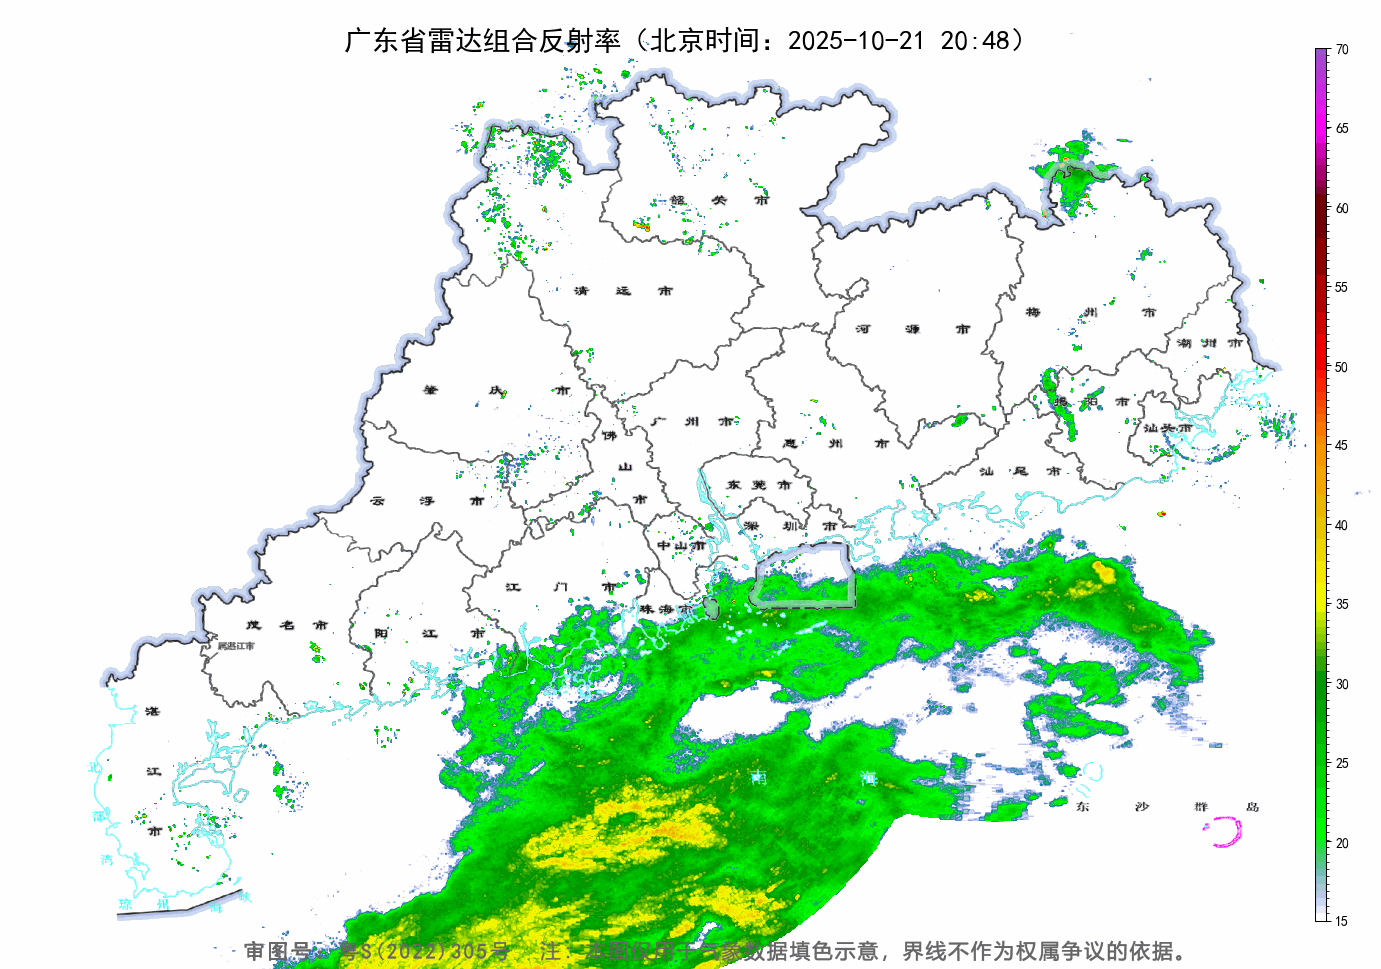 广东省雷达组合反射率（北京时间：2025-10-21 20:48）
70
65
60
55
50
45
40
35
30
25
20
15
韶关市
清远市
河源市
梅州市
潮州市
肇庆市
揭阳市
汕头市
广州市
佛山市
惠州市
汕尾市
云浮市
东莞市
深圳市
中山市
江门市
珠海市
茂名市
属湛江市
阳江市
湛江市
北部湾
南海
东沙群岛
琼州海峡
审图号：粤S(2022)305号 注：本图仅用于气象数据填色示意，界线不作为权属争议的依据。